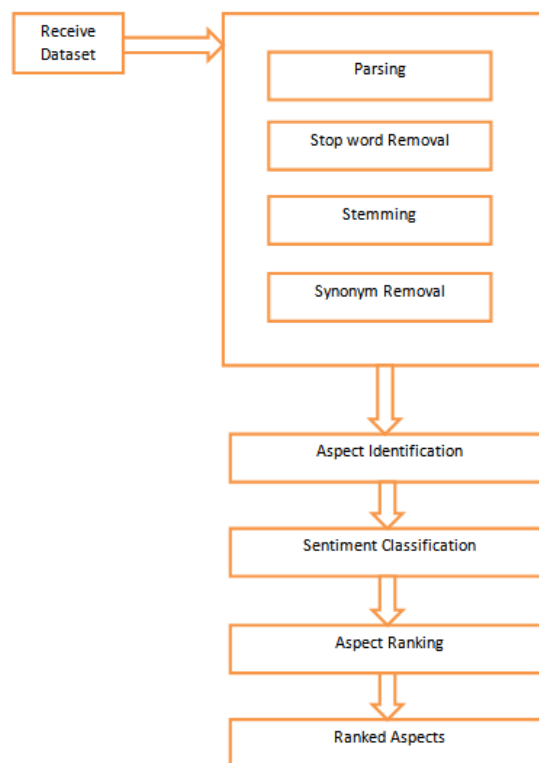 Receive
Dataset
Parsing
Stop word Removal
Stemming
Synonym Removal
Aspect Identification
Sentiment Classification
Aspect Ranking
Ranked Aspects